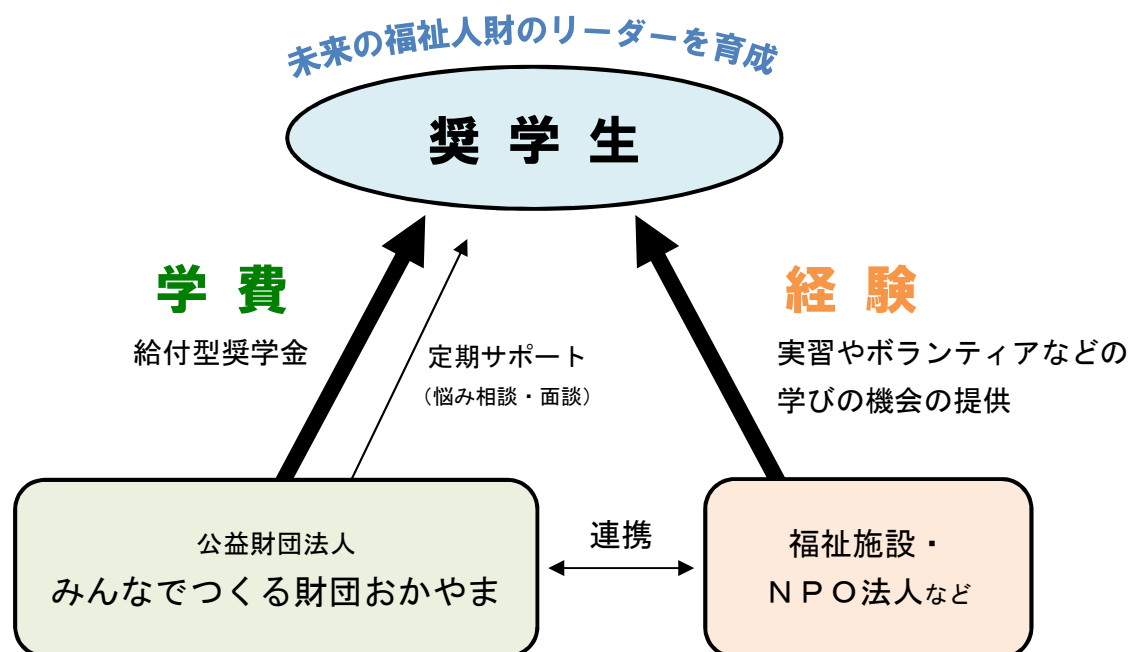 未来の福祉人財のリーダーを育成
奨学生
学費
給付型奨学金
定期サポート
（悩み相談・面談）
経験
実習やボランティアなどの
学びの機会の提供
公益財団法人
みんなでつくる財団おかやま
連携
福祉施設・
ＮＰＯ法人など